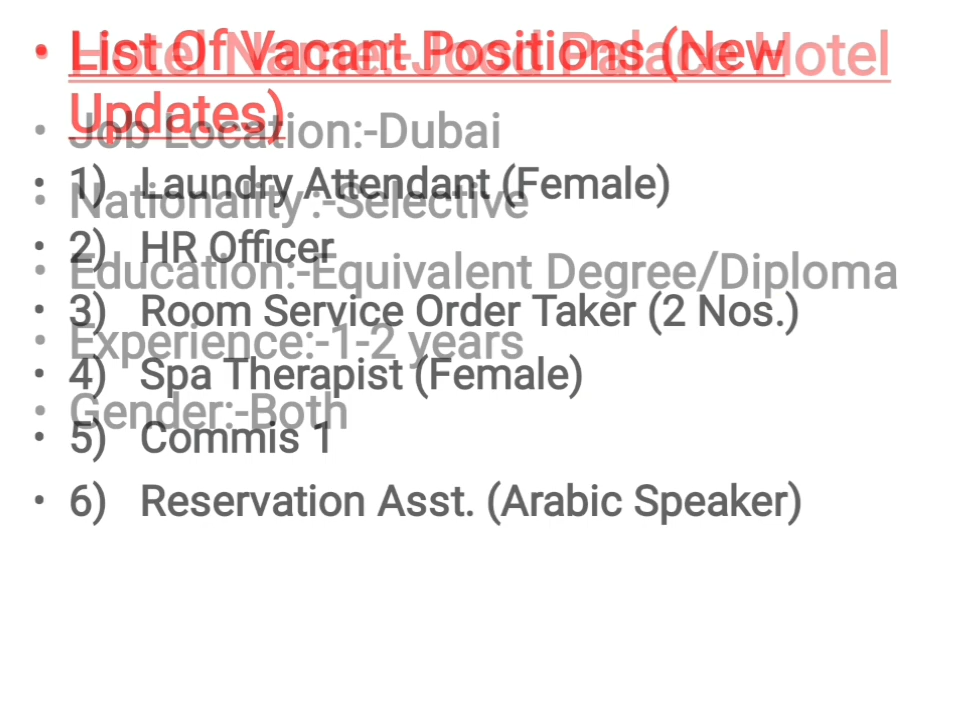 • Hotel Name:-Jood Palace Hotel
• Job Location:-Dubai
• Nationality :-Selective
• Education:-Equivalent Degree/Diploma
• Experience:-1-2 years
• Gender:-Both
• List Of Vacant Positions (New
Updates)
• 1) Laundry Attendant (Female)
• 2) HR Officer
• 3) Room Service Order Taker (2 Nos.)
• 4) Spa Therapist (Female)
• 5) Commis 1
• 6) Reservation Asst. (Arabic Speaker)